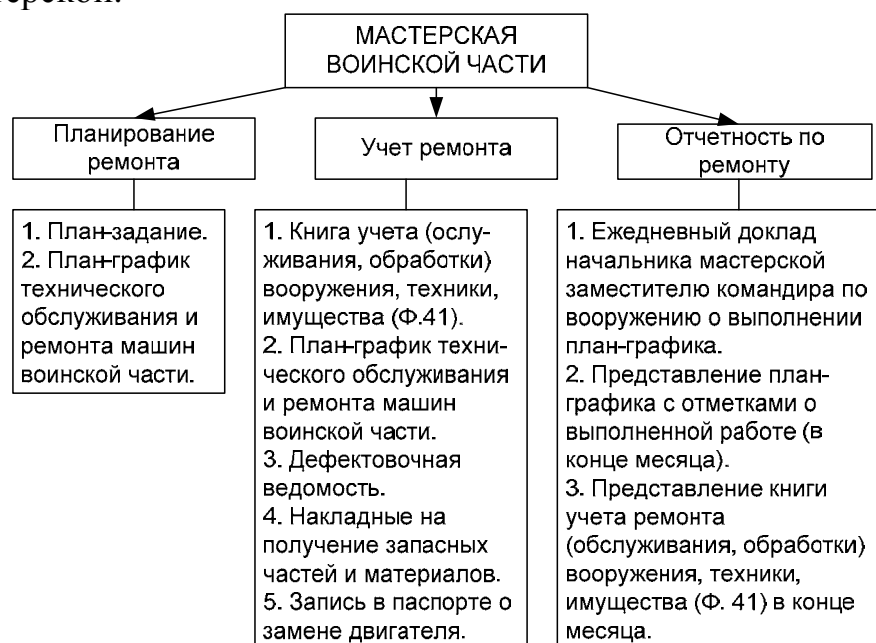 МАСТЕРСКАЯ
ВОИНСКОЙ ЧАСТИ
Планирование
ремонта
Учет ремонта
Отчетность по
ремонту
1. План-задание.
2. План-график
технического
обслуживания и
ремонта машин
воинской части.
1. Книга учета (ослу-
живания, обработки)
вооружения, техники,
имущества (Ф.41).
2. План-график техни-
ческого обслуживания
и ремонта машин
воинской части.
3. Дефектовочная
ведомость.
4. Накладные на
получение запасных
частей и материалов.
5. Запись в паспорте о
замене двигателя.
1. Ежедневный доклад
начальника мастерской
заместителю командира по
вооружению о выполнении
план-графика.
2. Представление план-
графика с отметками о
выполненной работе (в
конце месяца).
3. Представление книги
учета ремонта
(обслуживания, обработки)
вооружения, техники,
имущества (Ф. 41) в конце
месяца.